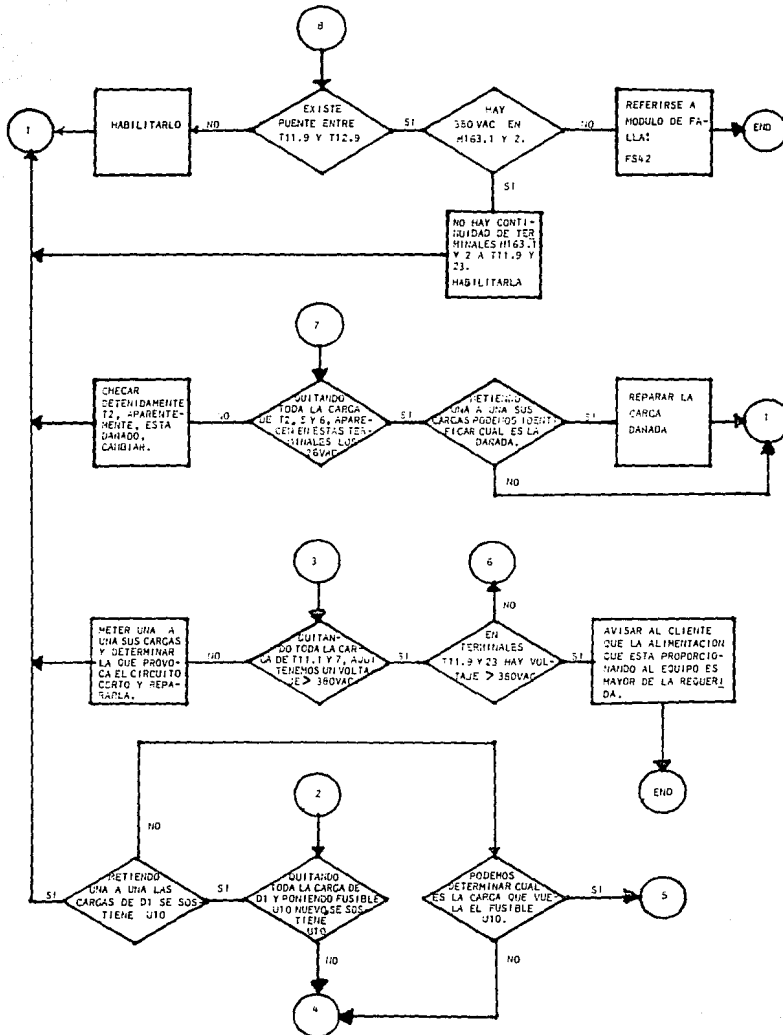 8
1
HABILITARLO
NO
EXISTE
PUENTE ENTRE
T11.9 Y T12.9
SI
HAY
380 VAC EN
H163.1 Y 2.
NO
REFERIRSE A
MODULO DE FA-
LLA:
FS42
END
SI
NO HAY CONTI-
NUIDAD DE TER
MINALES H163.1
Y 2 A T11.9 Y
23.
HABILITARLA
7
CHECAR
DETENIDAMENTE
T2, APARENTE-
MENTE, ESTA
DANADO,
CAMBIAR.
NO
QUITANDO
TODA LA CARGA
DE T2, 5 Y 6, APARE-
CEN EN ESTAS TER-
MINALES LOS
26VAC
SI
METIENDO
UNA A UNA SUS
CARGAS PODEMOS IDENTI-
FICAR CUAL ES LA
DANADA.
SI
REPARAR LA
CARGA
DANADA
1
NO
3
6
METER UNA A
UNA SUS CARGAS
Y DETERMINAR
LA QUE PROVO-
CA EL CIRCUITO
CORTO Y REPA-
RARLA.
NO
QUITAN-
DO TODA LA CAR-
GA DE T11.1 Y 7, AQUI
TENEMOS UN VOLTA
JE > 380VAC
SI
NO
EN
TERMINALES
T11.9 Y 23 HAY VOL-
TAJE > 380VAC
SI
AVISAR AL CLIENTE
QUE LA ALIMENTACION
QUE ESTA PROPORCIO-
NANDO AL EQUIPO ES
MAYOR DE LA REQUERI
DA.
END
2
NO
SI
METIENDO
UNA A UNA LAS
CARGAS DE D1 SE SOS-
TIENE U10
SI
QUITANDO
TODA LA CARGA DE
D1 Y PONIENDO FUSIBLE
U10 NUEVO, SE SOS-
TIENE
U10
NO
PODEMOS
DETERMINAR CUAL
ES LA CARGA QUE VUE-
LA EL FUSIBLE
U10.
SI
5
NO
4